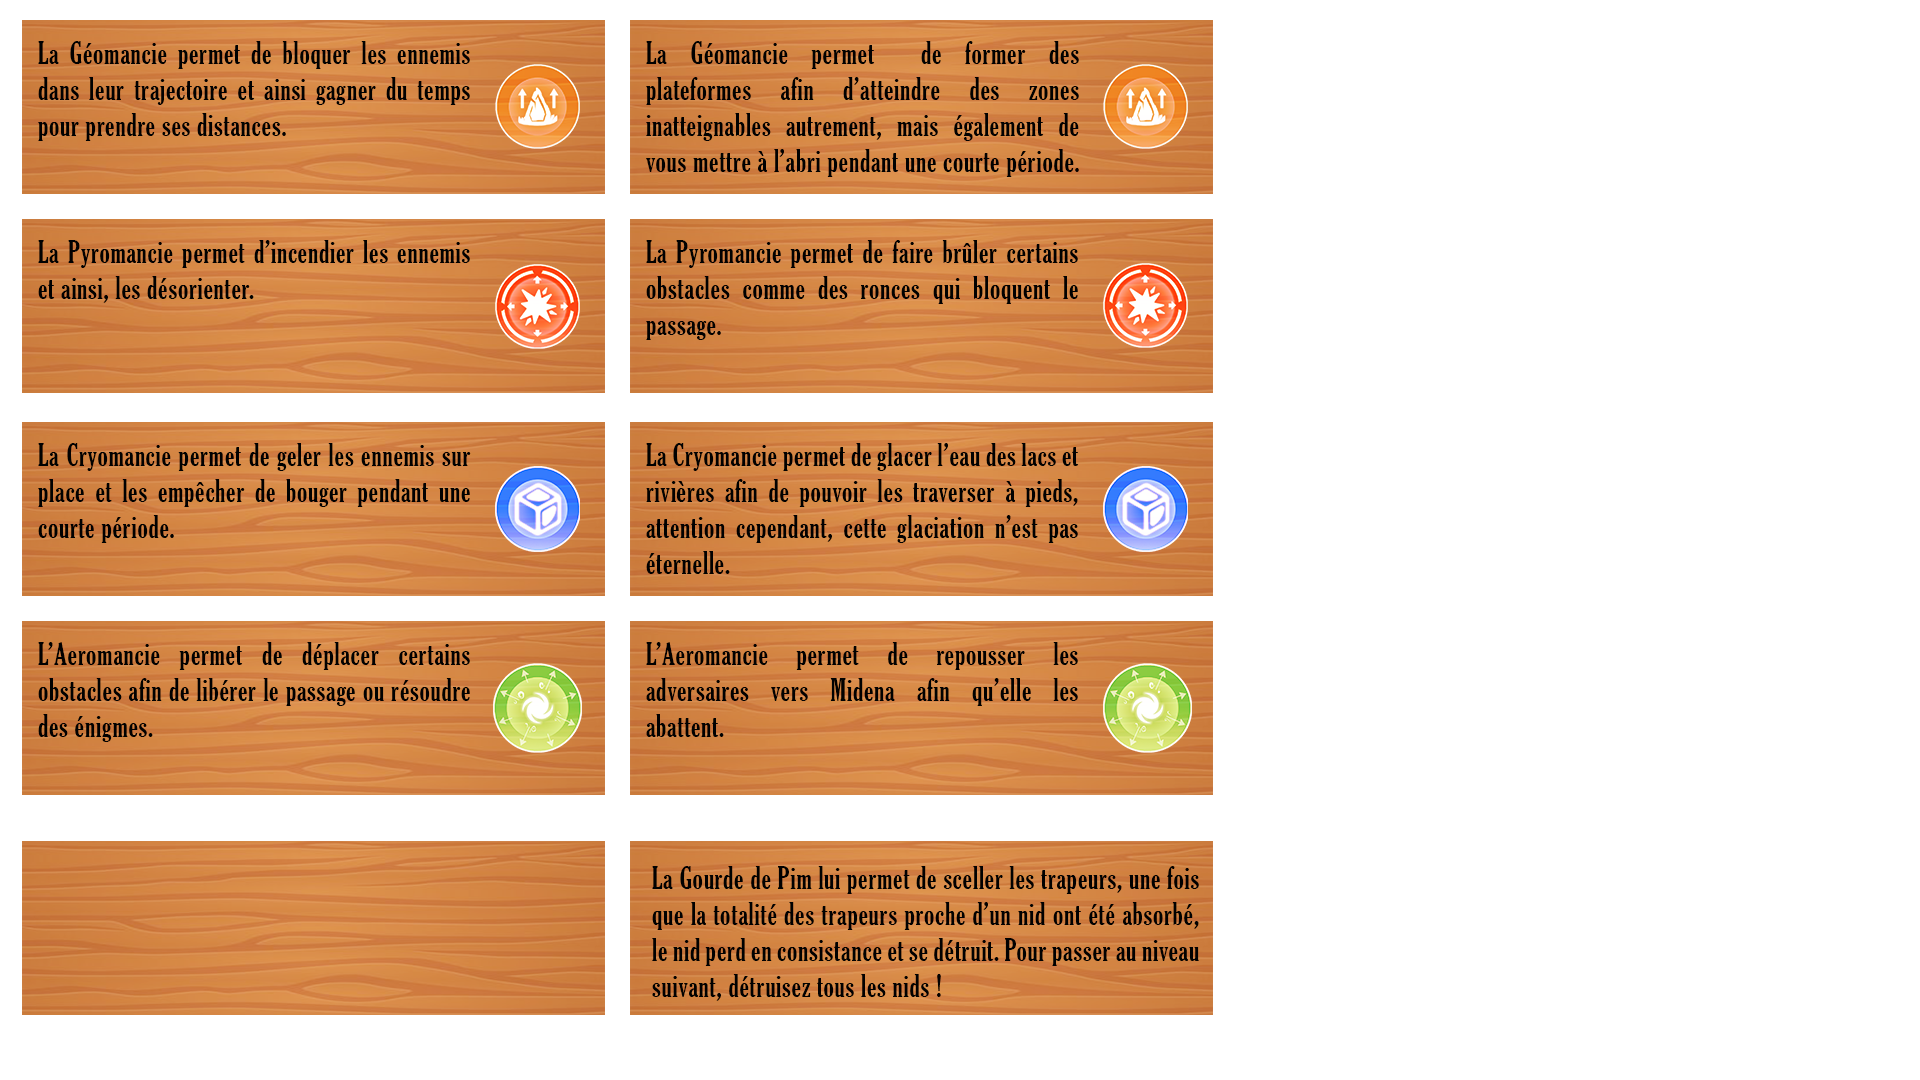 La Géomancie permet de bloquer les ennemis
dans leur trajectoire et ainsi gagner du temps
pour prendre ses distances.
La Géomancie permet de former des
plateformes afin d’atteindre des zones
inatteignables autrement, mais également de
vous mettre à l’abri pendant une courte période.
La Pyromancie permet d’incendier les ennemis
et ainsi, les désorienter.
La Pyromancie permet de faire brûler certains
obstacles comme des ronces qui bloquent le
passage.
La Cryomancie permet de geler les ennemis sur
place et les empêcher de bouger pendant une
courte période.
La Cryomancie permet de glacer l’eau des lacs et
rivières afin de pouvoir les traverser à pieds,
attention cependant, cette glaciation n’est pas
éternelle.
L’Aeromancie permet de déplacer certains
obstacles afin de libérer le passage ou résoudre
des énigmes.
L’Aeromancie permet de repousser les
adversaires vers Midena afin qu’elle les
abattent.
La Gourde de Pim lui permet de sceller les trapeurs, une fois
que la totalité des trapeurs proche d’un nid ont été absorbé,
le nid perd en consistance et se détruit. Pour passer au niveau
suivant, détruisez tous les nids !